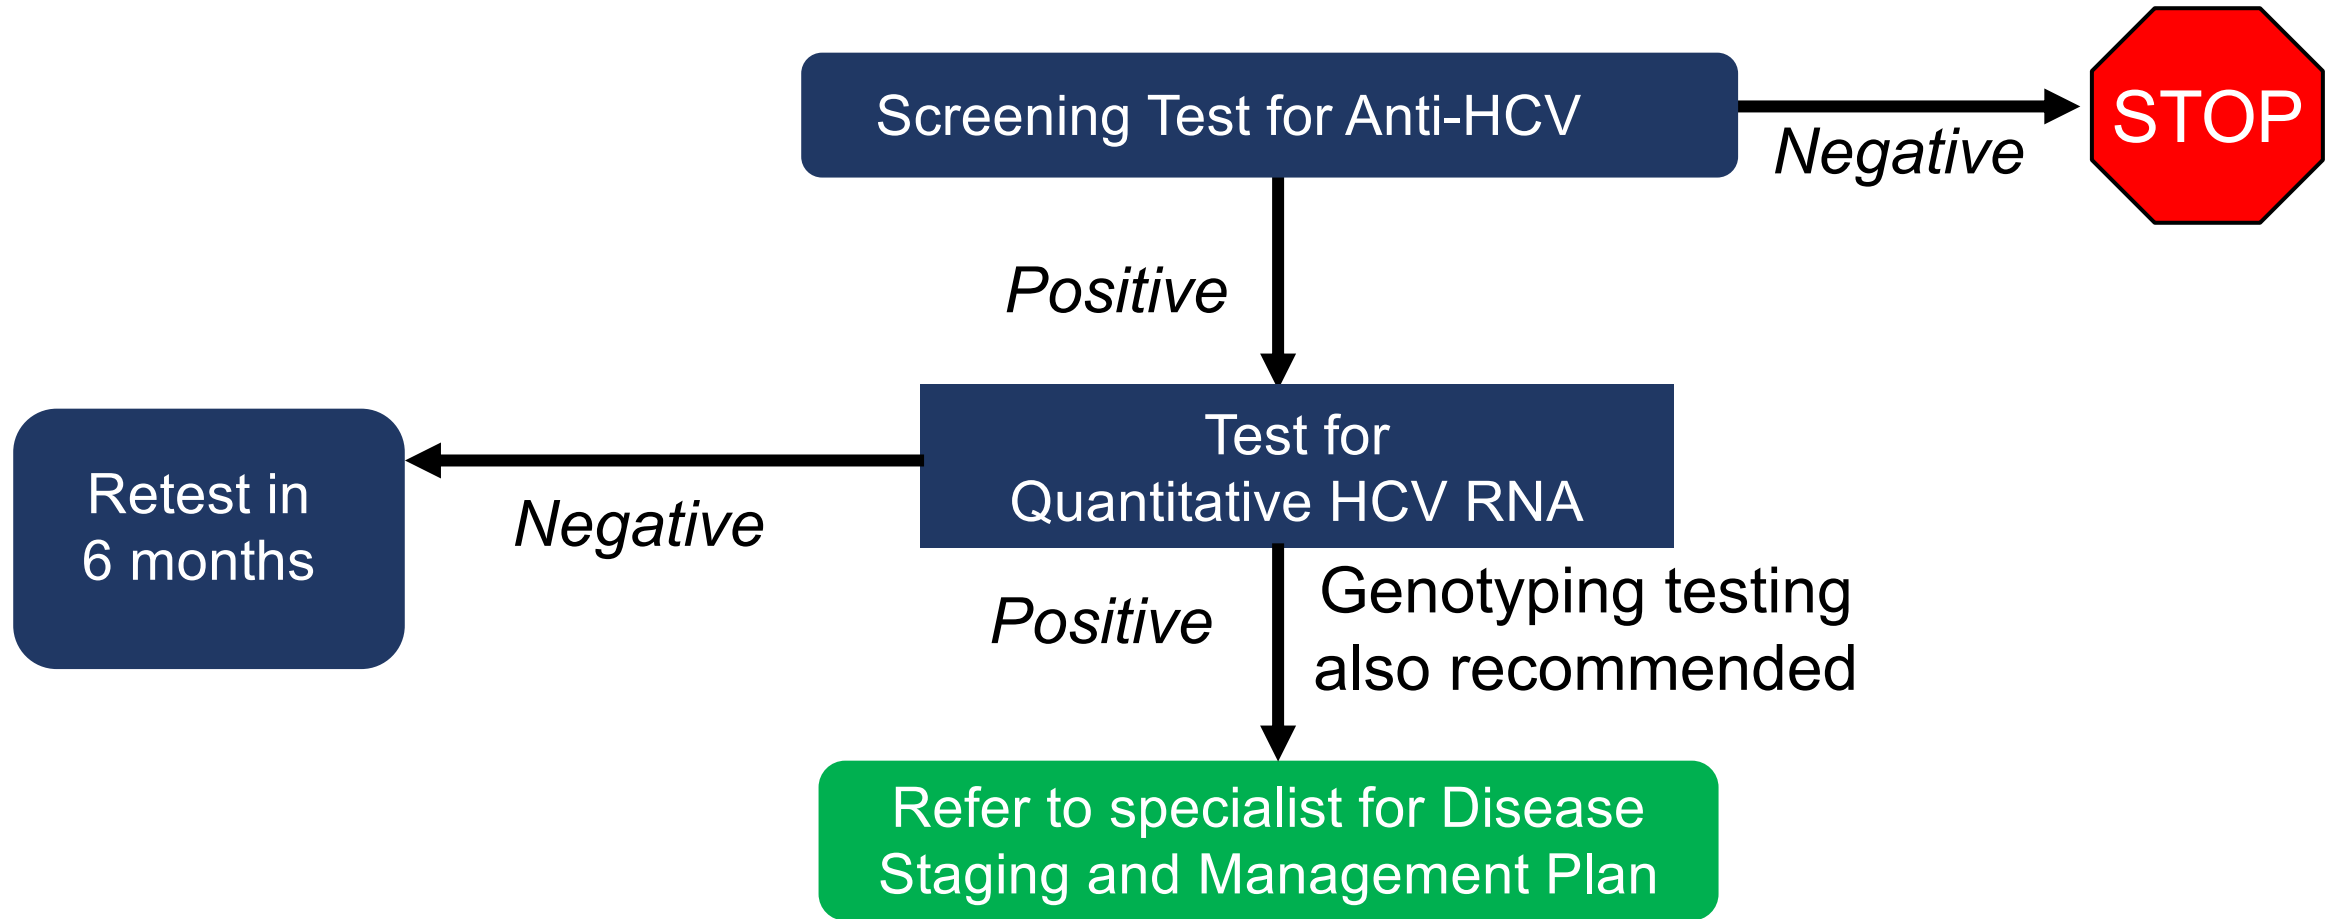 Screening Test for Anti-HCV
Negative
STOP
Positive
Test for
Quantitative HCV RNA
Negative
Retest in
6 months
Positive
Genotyping testing
also recommended
Refer to specialist for Disease
Staging and Management Plan